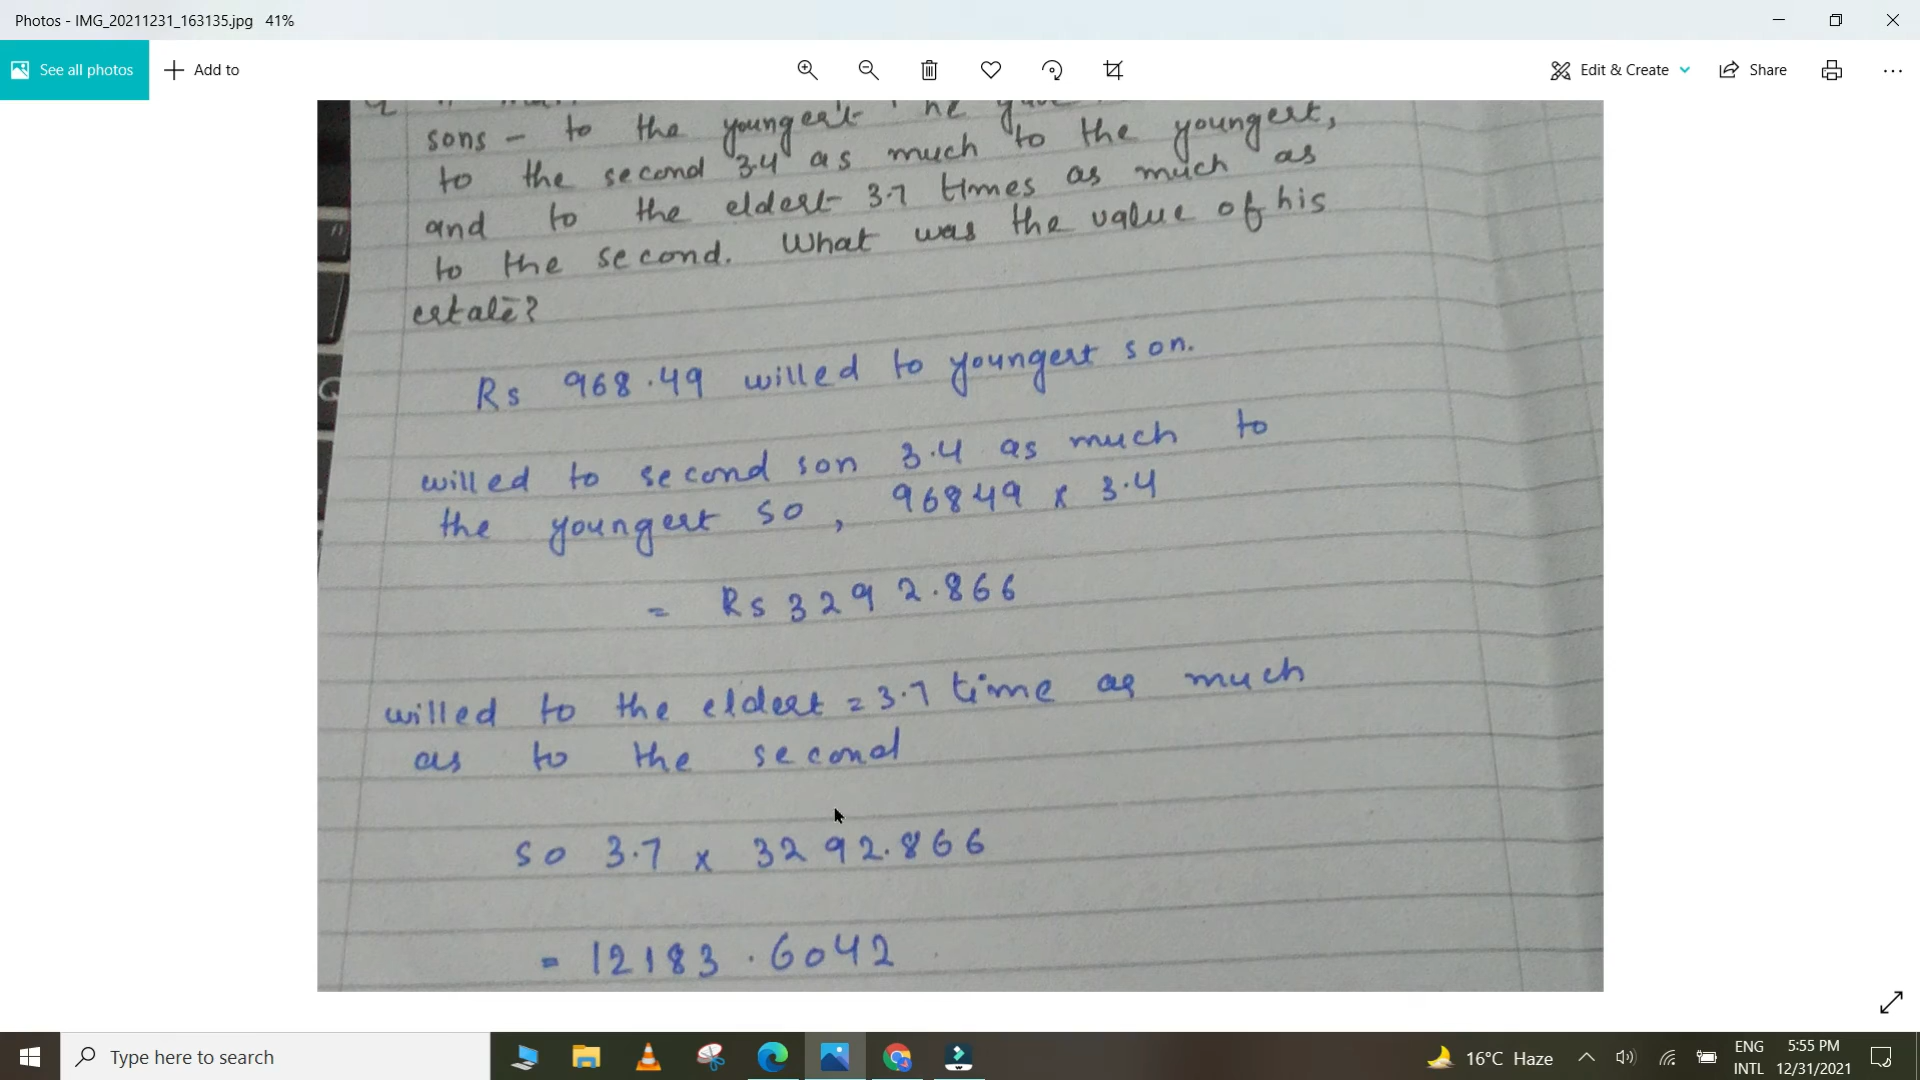 Photos - IMG_20211231_163135.jpg 41%
See all photos
Add to
Edit & Create
Share
sons - to the youngest he
to the second 3.4 as much to the youngest,
and to the eldest 3.7 times as much as
to the second. What was the value of his
estate?
Rs 968.49 willed to youngest son.
willed to second son 3.4 as much to
the youngest so, 96849 x 3.4
= Rs 3292.866
willed to the eldest = 3.7 time as much
as to the second
so 3.7 x 3292.866
= 12183.6042
Type here to search
16°C Haze
ENG
INTL
5:55 PM
12/31/2021